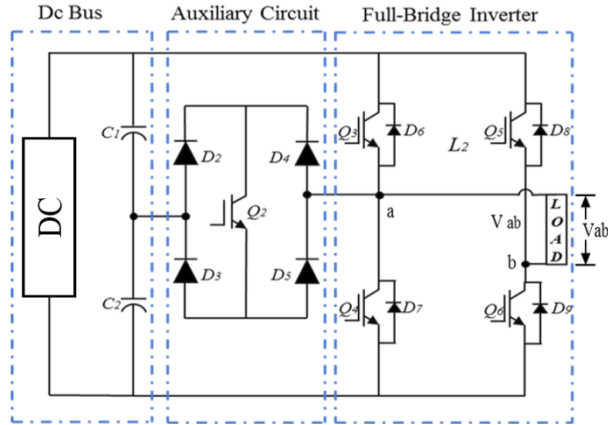 Dc Bus
Auxiliary Circuit
Full-Bridge Inverter
C1
D2
D4
Q3
D6
L2
Q5
D8
DC
Q2
a
V ab
LOAD
Vab
b
C2
D3
D5
Q4
D7
Q6
D9